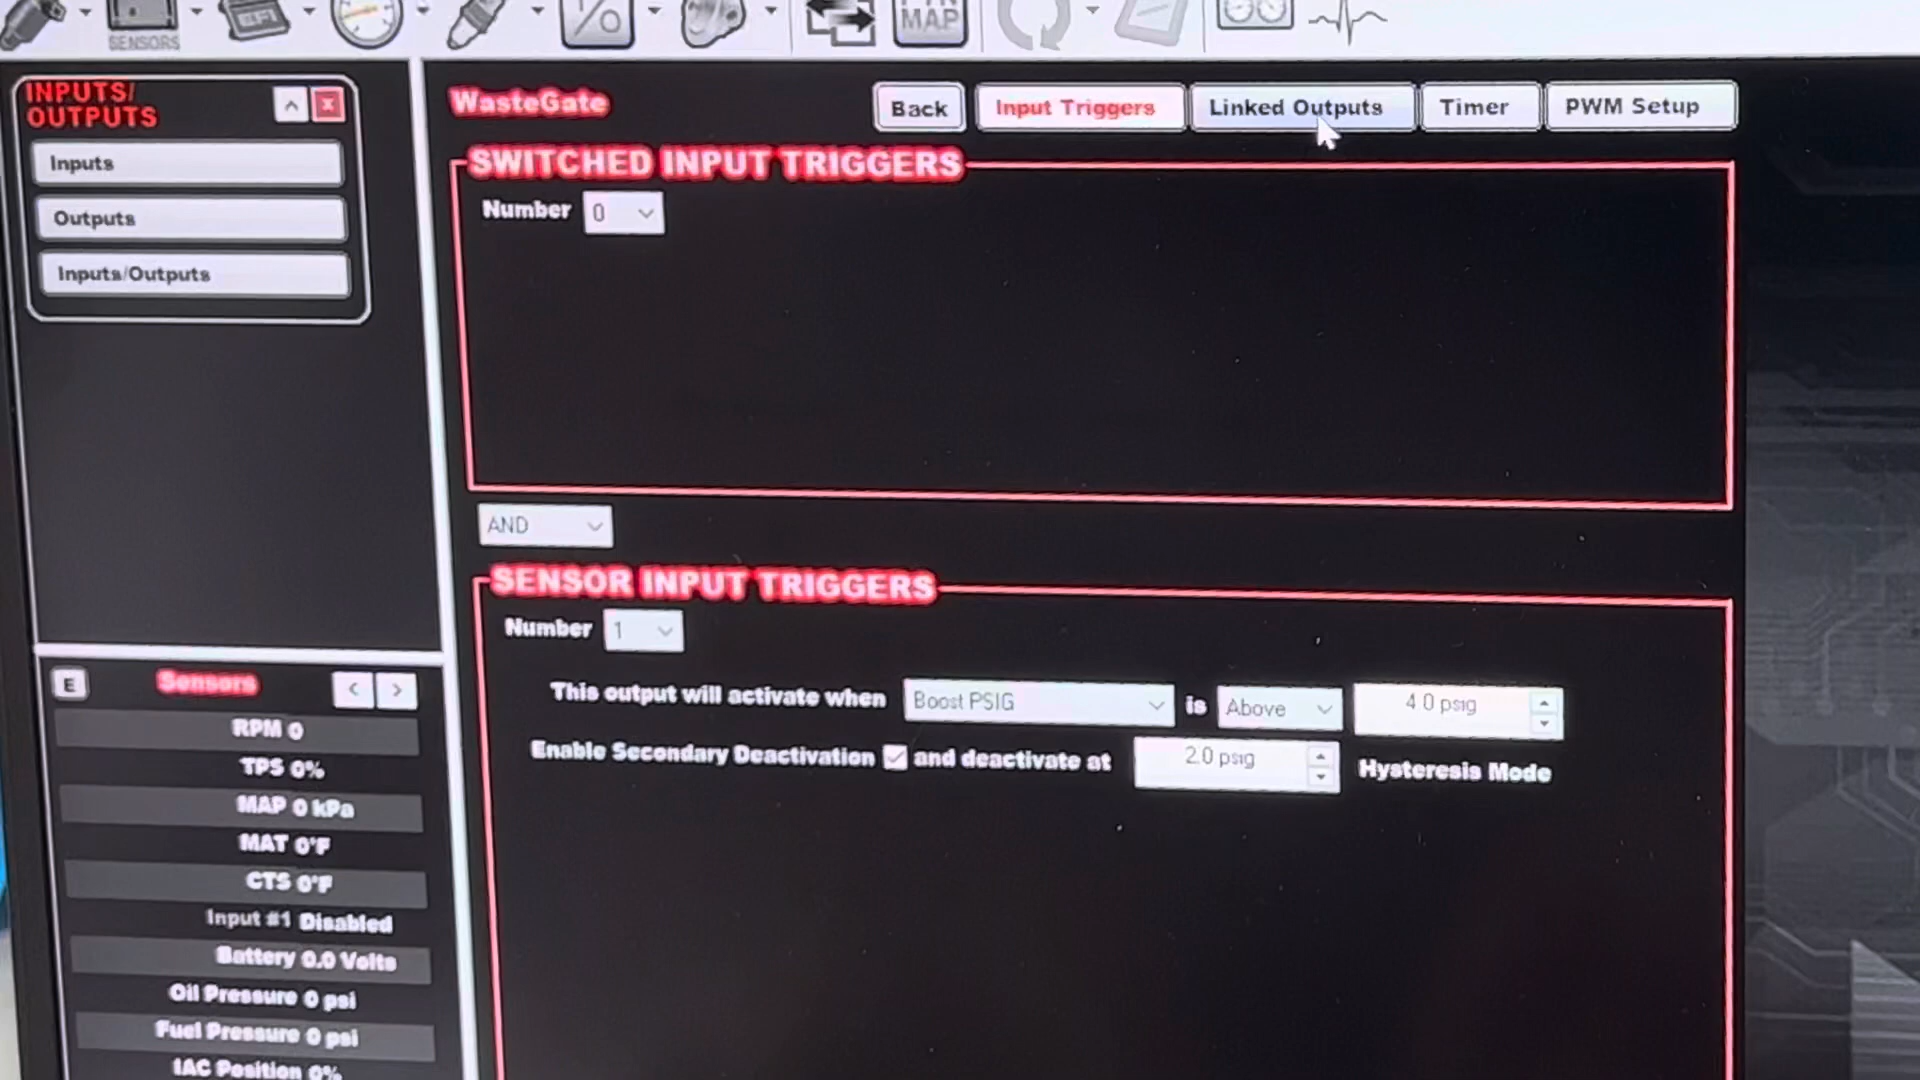 SENSORS
EFI
I/O
MAP
INPUTS/
OUTPUTS
x
Inputs
Outputs
Inputs/Outputs
WasteGate
Back
Input Triggers
Linked Outputs
Timer
PWM Setup
SWITCHED INPUT TRIGGERS
Number 0
AND
SENSOR INPUT TRIGGERS
Number 1
This output will activate when Boost PSIG is Above 4.0 psig
Enable Secondary Deactivation and deactivate at 2.0 psig Hysteresis Mode
E Sensors < >
RPM 0
TPS 0%
MAP 0 kPa
MAT 0°F
CTS 0°F
Input #1 Disabled
Battery 0.0 Volts
Oil Pressure 0 psi
Fuel Pressure 0 psi
IAC Position 0%